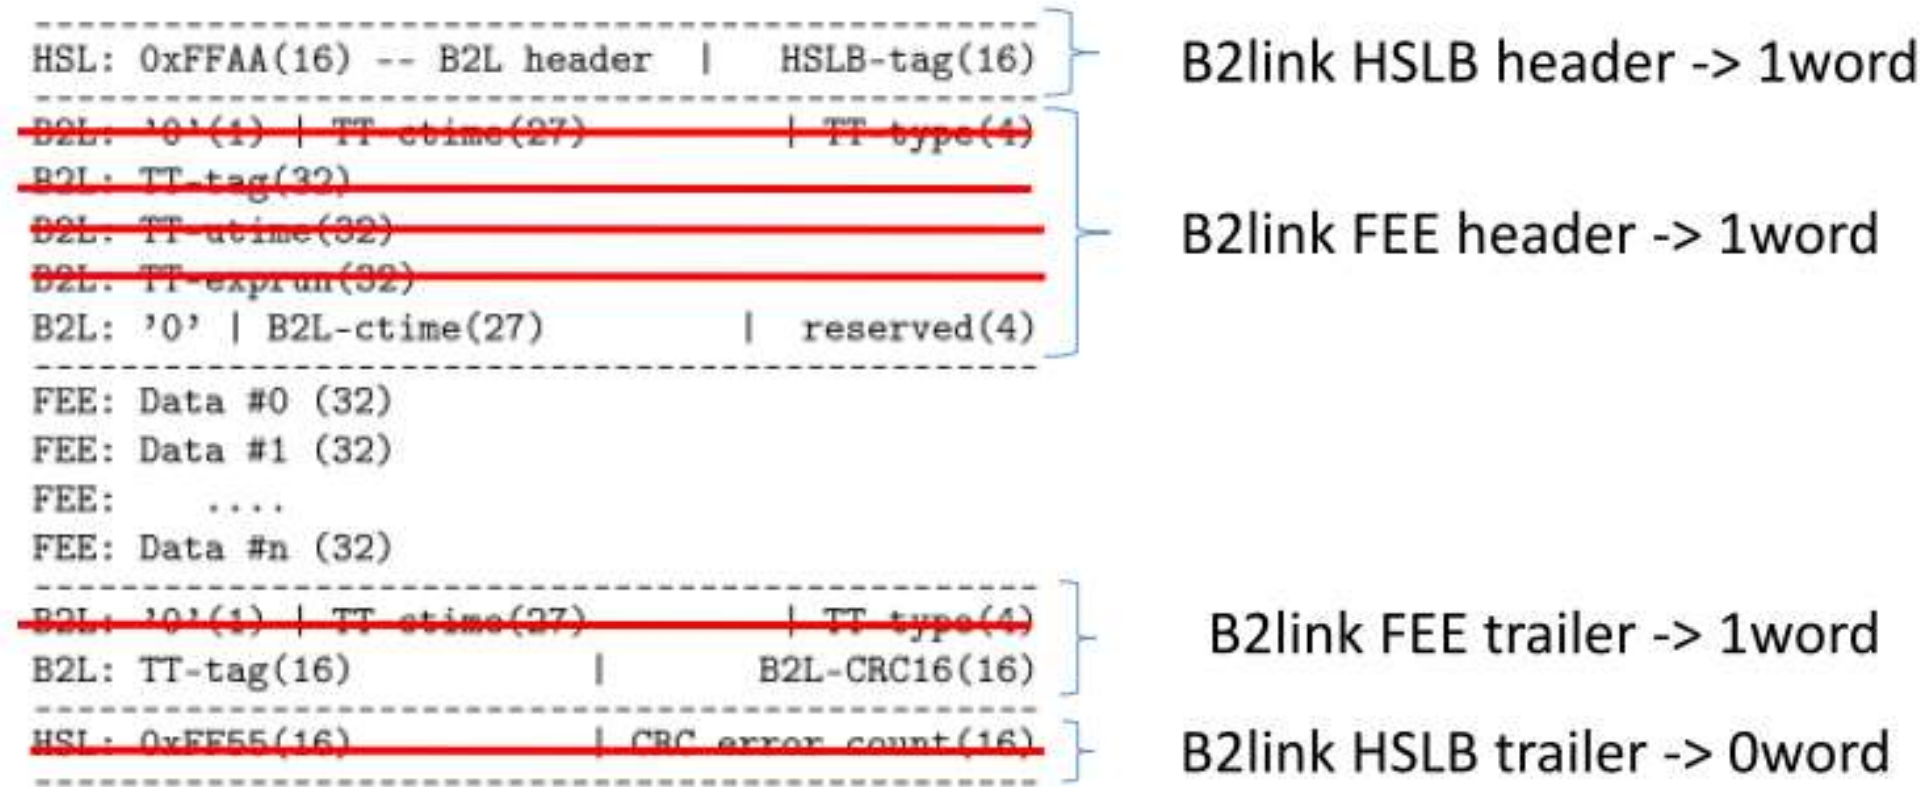 HSL: 0xFFAA(16) -- B2L header | HSLB-tag(16)
B2link HSLB header -> 1word
B2L: '0'(1) | TT-ctime(27) | TT-type(4)
B2L: TT-tag(32)
B2L: TT-utime(32)
B2L: TT-exprun(32)
B2L: '0' | B2L-ctime(27) | reserved(4)
B2link FEE header -> 1word
FEE: Data #0 (32)
FEE: Data #1 (32)
FEE: ....
FEE: Data #n (32)
B2L: '0'(1) | TT-ctime(27) | TT-type(4)
B2L: TT-tag(16) | B2L-CRC16(16)
B2link FEE trailer -> 1word
HSL: 0xFF55(16) | CRC error count(16)
B2link HSLB trailer -> 0word